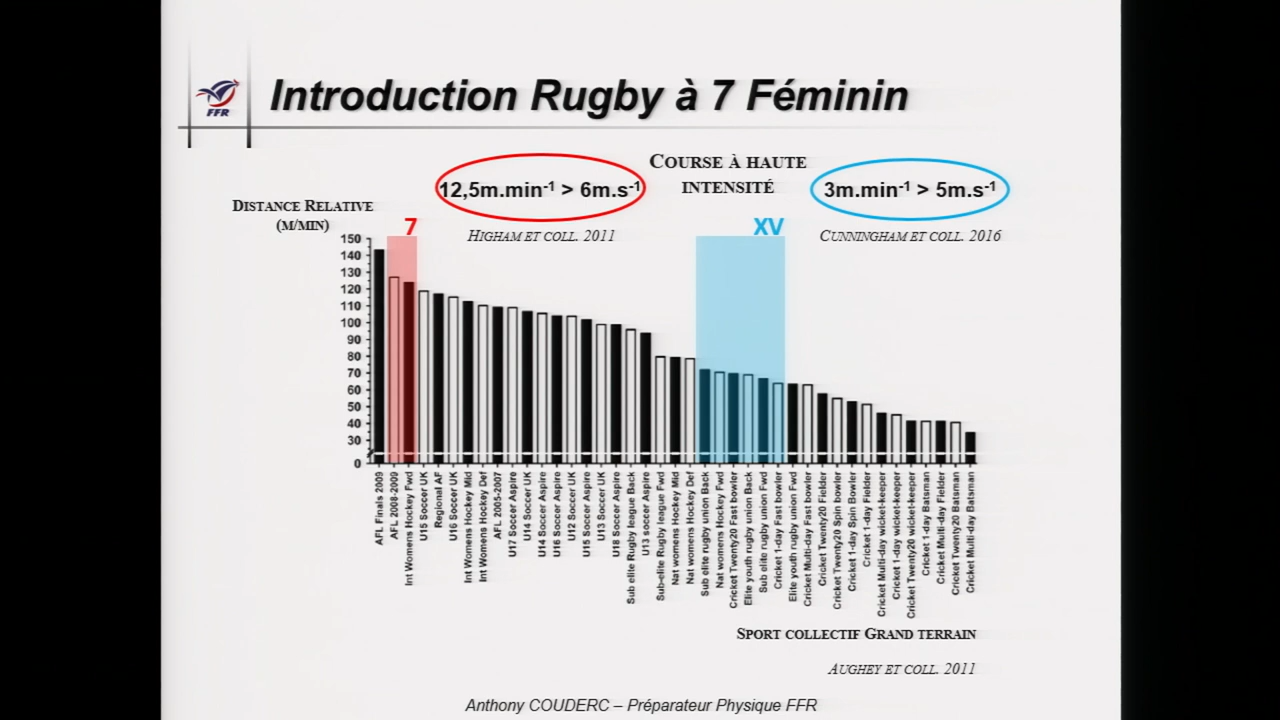 FFR
Introduction Rugby à 7 Féminin
12,5m.min-1 > 6m.s-1
COURSE À HAUTE
INTENSITÉ
3m.min-1 > 5m.s-1
HIGHAM ET COLL. 2011
CUNNINGHAM ET COLL. 2016
DISTANCE RELATIVE
(M/MIN)
7
XV
150
140
130
120
110
100
90
80
70
60
50
40
30
0
AFL Finals 2009
AFL 2008-2009
Int Womens Hockey Fwd
U15 Soccer UK
Regional AF
U16 Soccer UK
Int Womens Hockey Mid
Int Womens Hockey Def
AFL 2005-2007
U17 Soccer Aspire
U14 Soccer UK
U14 Soccer Aspire
U16 Soccer Aspire
U12 Soccer UK
U15 Soccer Aspire
U13 Soccer UK
U18 Soccer Aspire
Sub elite Rugby league Back
U13 soccer Aspire
Sub-elite Rugby league Fwd
Nat womens Hockey Mid
Nat womens Hockey Def
Sub elite rugby union Back
Nat womens Hockey Fwd
Cricket Twenty20 Fast bowler
Elite youth rugby union Back
Sub elite rugby union Fwd
Cricket 1-day Fast bowler
Elite youth rugby union Fwd
Cricket Multi-day Fast bowler
Cricket Twenty20 Fielder
Cricket Twenty20 Spin bowler
Cricket 1-day Spin Bowler
Cricket 1-day Fielder
Cricket Multi-day wicket-keeper
Cricket 1-day wicket-keeper
Cricket Twenty20 wicket-keeper
Cricket 1-day Batsman
Cricket Multi-day Fielder
Cricket Twenty20 Batsman
Cricket Multi-day Batsman
SPORT COLLECTIF GRAND TERRAIN
AUGHEY ET COLL. 2011
Anthony COUDERC – Préparateur Physique FFR